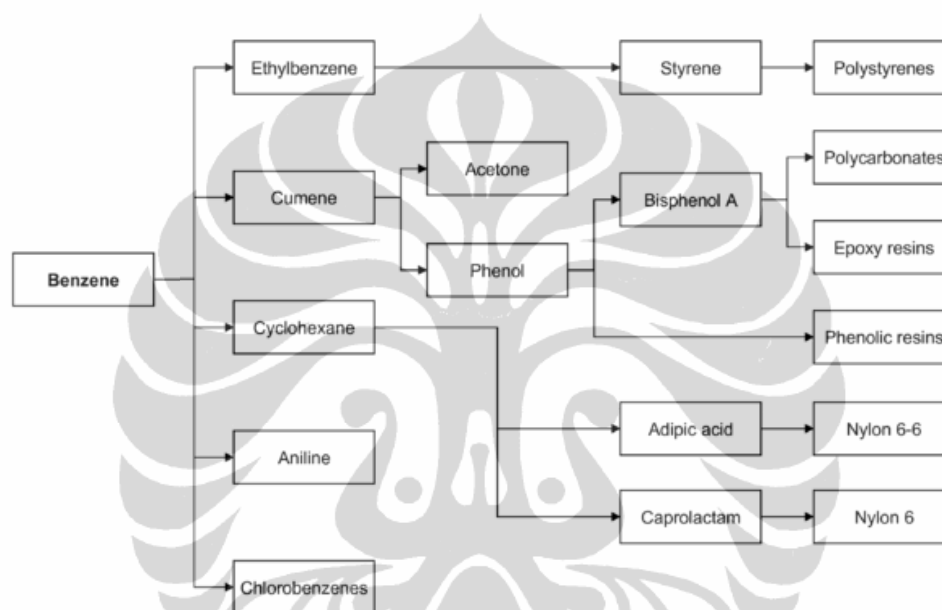 Ethylbenzene
Styrene
Polystyrenes
Polycarbonates
Acetone
Cumene
Bisphenol A
Epoxy resins
Phenol
Benzene
Cyclohexane
Phenolic resins
Adipic acid
Nylon 6-6
Aniline
Caprolactam
Nylon 6
Chlorobenzenes